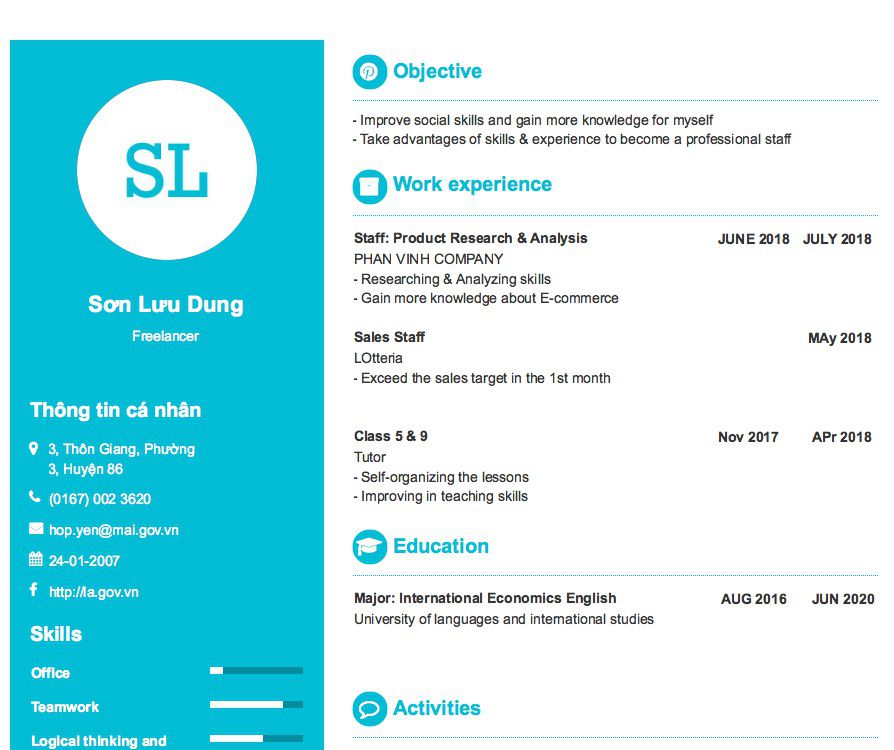 SL
Sơn Lưu Dung
Freelancer
Thông tin cá nhân
3, Thôn Giang, Phường
3, Huyện 86
(0167) 002 3620
hop.yen@mai.gov.vn
24-01-2007
http://la.gov.vn
Skills
Office
Teamwork
Logical thinking and
Objective
- Improve social skills and gain more knowledge for myself
- Take advantages of skills & experience to become a professional staff
Work experience
Staff: Product Research & Analysis JUNE 2018 JULY 2018
PHAN VINH COMPANY
- Researching & Analyzing skills
- Gain more knowledge about E-commerce
Sales Staff MAy 2018
LOtteria
- Exceed the sales target in the 1st month
Class 5 & 9 Nov 2017 APr 2018
Tutor
- Self-organizing the lessons
- Improving in teaching skills
Education
Major: International Economics English AUG 2016 JUN 2020
University of languages and international studies
Activities